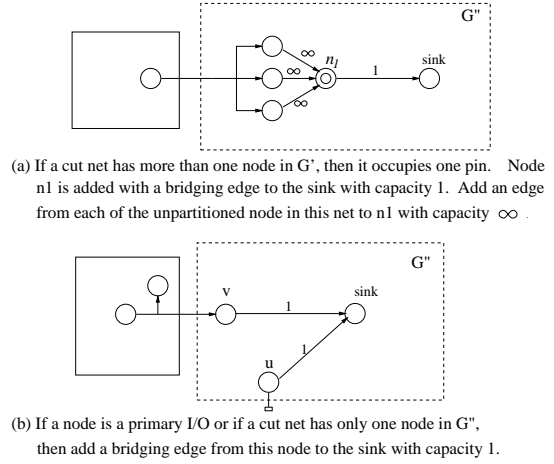 G"
∞
∞
∞
n1
1
sink
(a) If a cut net has more than one node in G', then it occupies one pin. Node
n1 is added with a bridging edge to the sink with capacity 1. Add an edge
from each of the unpartitioned node in this net to n1 with capacity ∞ .
G"
v
1
sink
1
u
(b) If a node is a primary I/O or if a cut net has only one node in G",
then add a bridging edge from this node to the sink with capacity 1.